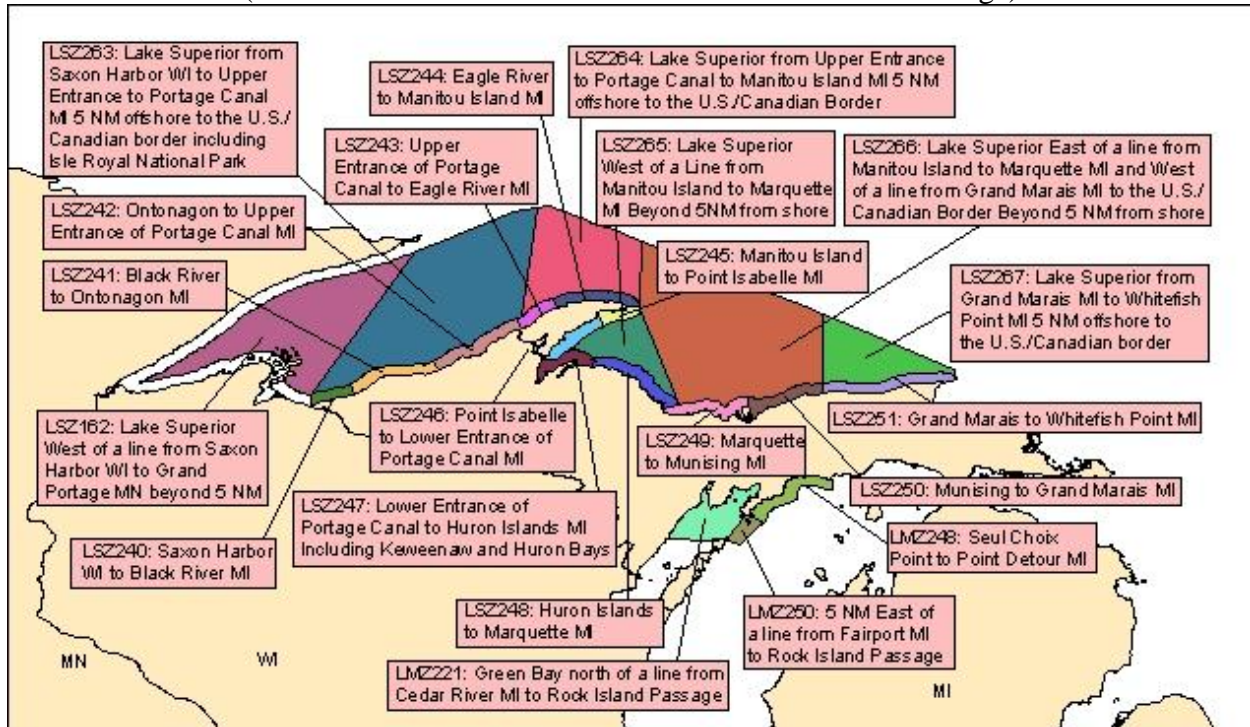 LSZ263: Lake Superior from
Saxon Harbor WI to Upper
Entrance to Portage Canal
MI 5 NM offshore to the U.S./
Canadian border including
Isle Royal National Park
LSZ244: Eagle River
to Manitou Island MI
LSZ264: Lake Superior from Upper Entrance
to Portage Canal to Manitou Island MI 5 NM
offshore to the U.S./Canadian Border
LSZ243: Upper
Entrance of Portage
Canal to Eagle River MI
LSZ265: Lake Superior
West of a Line from
Manitou Island to Marquette
MI Beyond 5NM from shore
LSZ266: Lake Superior East of a line from
Manitou Island to Marquette MI and West
of a line from Grand Marais MI to the U.S./
Canadian Border Beyond 5 NM from shore
LSZ242: Ontonagon to Upper
Entrance of Portage Canal MI
LSZ245: Manitou Island
to Point Isabelle MI
LSZ241: Black River
to Ontonagon MI
LSZ267: Lake Superior from
Grand Marais MI to Whitefish
Point MI 5 NM offshore to
the U.S./Canadian border
LSZ162: Lake Superior
West of a line from Saxon
Harbor WI to Grand
Portage MN beyond 5 NM
LSZ246: Point Isabelle
to Lower Entrance of
Portage Canal MI
LSZ249: Marquette
to Munising MI
LSZ251: Grand Marais to Whitefish Point MI
LSZ250: Munising to Grand Marais MI
LSZ247: Lower Entrance of
Portage Canal to Huron Islands MI
Including Keweenaw and Huron Bays
LSZ240: Saxon Harbor
WI to Black River MI
LMZ248: Seul Choix
Point to Point Detour MI
LSZ248: Huron Islands
to Marquette MI
LMZ250: 5 NM East of
a line from Fairport MI
to Rock Island Passage
LMZ221: Green Bay north of a line from
Cedar River MI to Rock Island Passage
MN
WI
MI